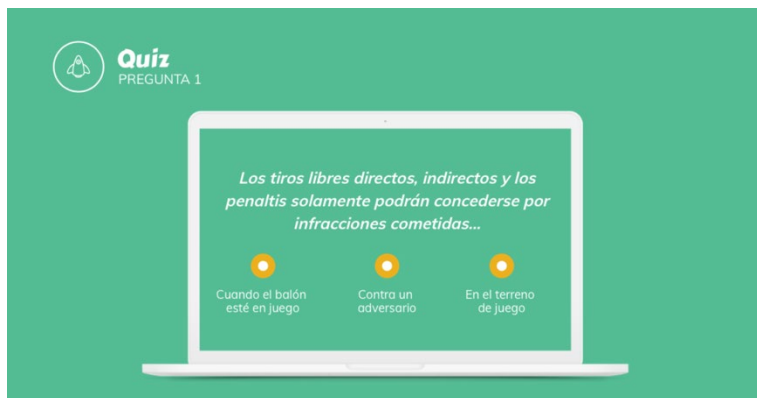 Quiz
PREGUNTA 1
Los tiros libres directos, indirectos y los
penaltis solamente podrán concederse por
infracciones cometidas...
Cuando el balón
esté en juego
Contra un
adversario
En el terreno
de juego